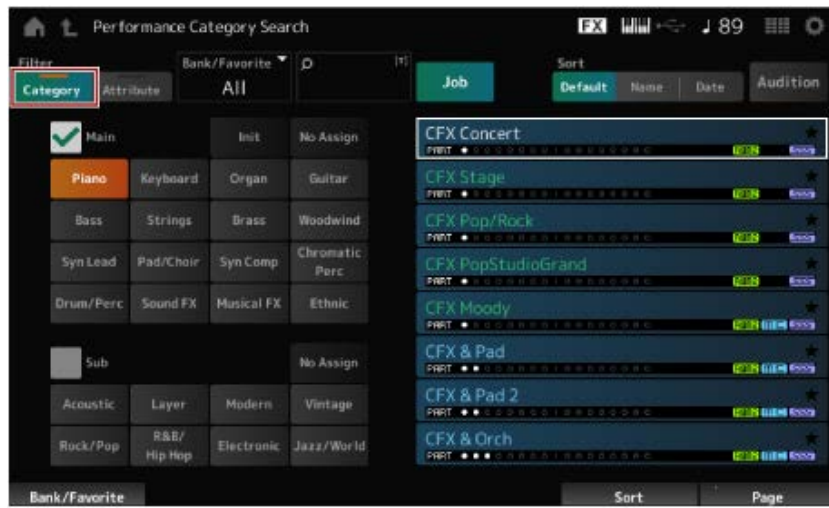 Performance Category Search
FX
89
Filter
Category
Attribute
Bank/Favorite
All
Job
Sort
Default
Name
Date
Audition
Main
Init
No Assign
Piano
Keyboard
Organ
Guitar
Bass
Strings
Brass
Woodwind
Syn Lead
Pad/Choir
Syn Comp
Chromatic
Perc
Drum/Perc
Sound FX
Musical FX
Ethnic
Sub
No Assign
Acoustic
Layer
Modern
Vintage
Rock/Pop
R&B/
Hip Hop
Electronic
Jazz/World
CFX Concert
PART
CFX Stage
PART
CFX Pop/Rock
PART
CFX PopStudioGrand
PART
CFX Moody
PART
CFX & Pad
PART
CFX & Pad 2
PART
CFX & Orch
PART
Bank/Favorite
Sort
Page